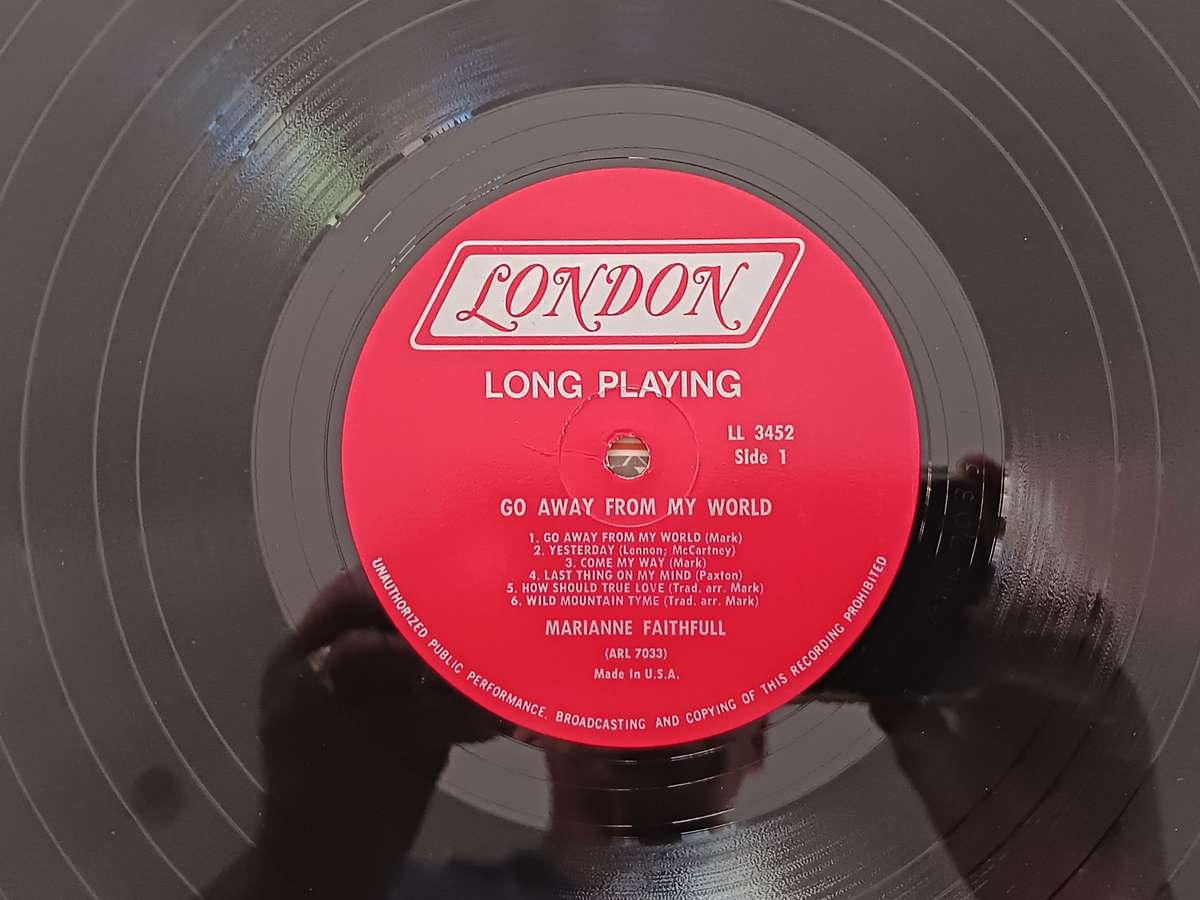 LONDON
LONG PLAYING
LL 3452
Side 1
GO AWAY FROM MY WORLD
1. GO AWAY FROM MY WORLD (Mark)
2. YESTERDAY (Lennon; McCartney)
3. COME MY WAY (Mark)
4. LAST THING ON MY MIND (Paxton)
5. HOW SHOULD TRUE LOVE (Trad. arr. Mark)
6. WILD MOUNTAIN TYME (Trad. arr. Mark)
MARIANNE FAITHFULL
(ARL 7033)
Made in U.S.A.
UNAUTHORIZED PUBLIC PERFORMANCE, BROADCASTING AND COPYING OF THIS RECORDING PROHIBITED